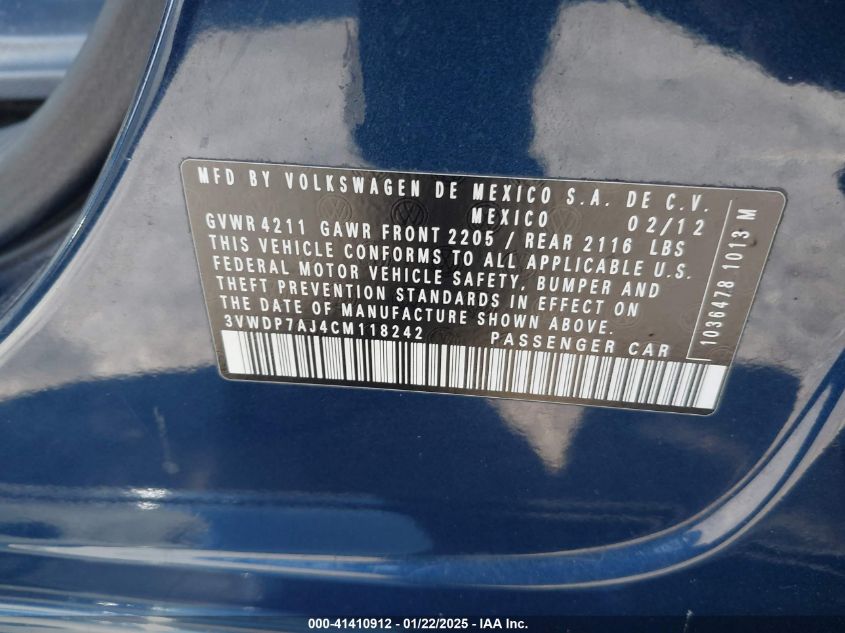 MFD BY VOLKSWAGEN DE MEXICO S.A. DE C.V.
MEXICO 02/12
GVWR 4211 GAWR FRONT 2205 / REAR 2116 LBS
THIS VEHICLE CONFORMS TO ALL APPLICABLE U.S.
FEDERAL MOTOR VEHICLE SAFETY, BUMPER AND
THEFT PREVENTION STANDARDS IN EFFECT ON
THE DATE OF MANUFACTURE SHOWN ABOVE.
3VWDP7AJ4CM118242 PASSENGER CAR
1036478 1013 M
000-41410912 - 01/22/2025 - IAAI Inc.